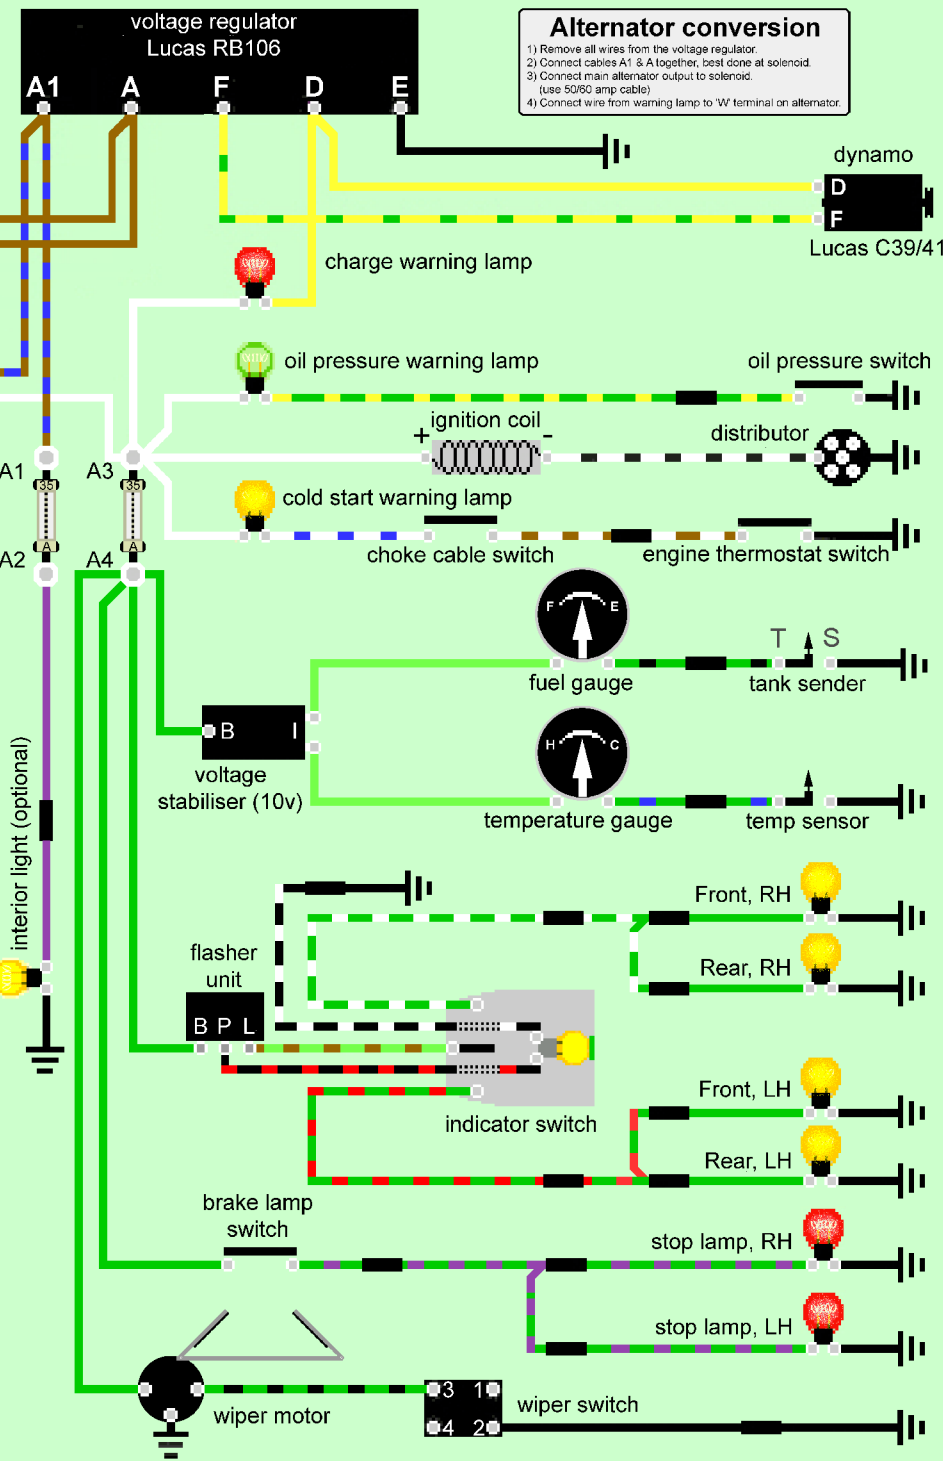 voltage regulator
Lucas RB106
A1 A F D E
Alternator conversion
1) Remove all wires from the voltage regulator.
2) Connect cables A1 & A together, best done at solenoid.
3) Connect main alternator output to solenoid.
(use 50/60 amp cable)
4) Connect wire from warning lamp to 'W' terminal on alternator.
dynamo
D
F
Lucas C39/41
charge warning lamp
oil pressure warning lamp
oil pressure switch
ignition coil
+ -
distributor
A1
A3
35
35
cold start warning lamp
A
A
choke cable switch
engine thermostat switch
A2
A4
F E
T S
fuel gauge
tank sender
B I
H C
voltage
stabiliser (10v)
temperature gauge
temp sensor
interior light (optional)
Front, RH
flasher
unit
Rear, RH
B P L
Front, LH
indicator switch
Rear, LH
brake lamp
switch
stop lamp, RH
stop lamp, LH
3 1
4 2
wiper switch
wiper motor